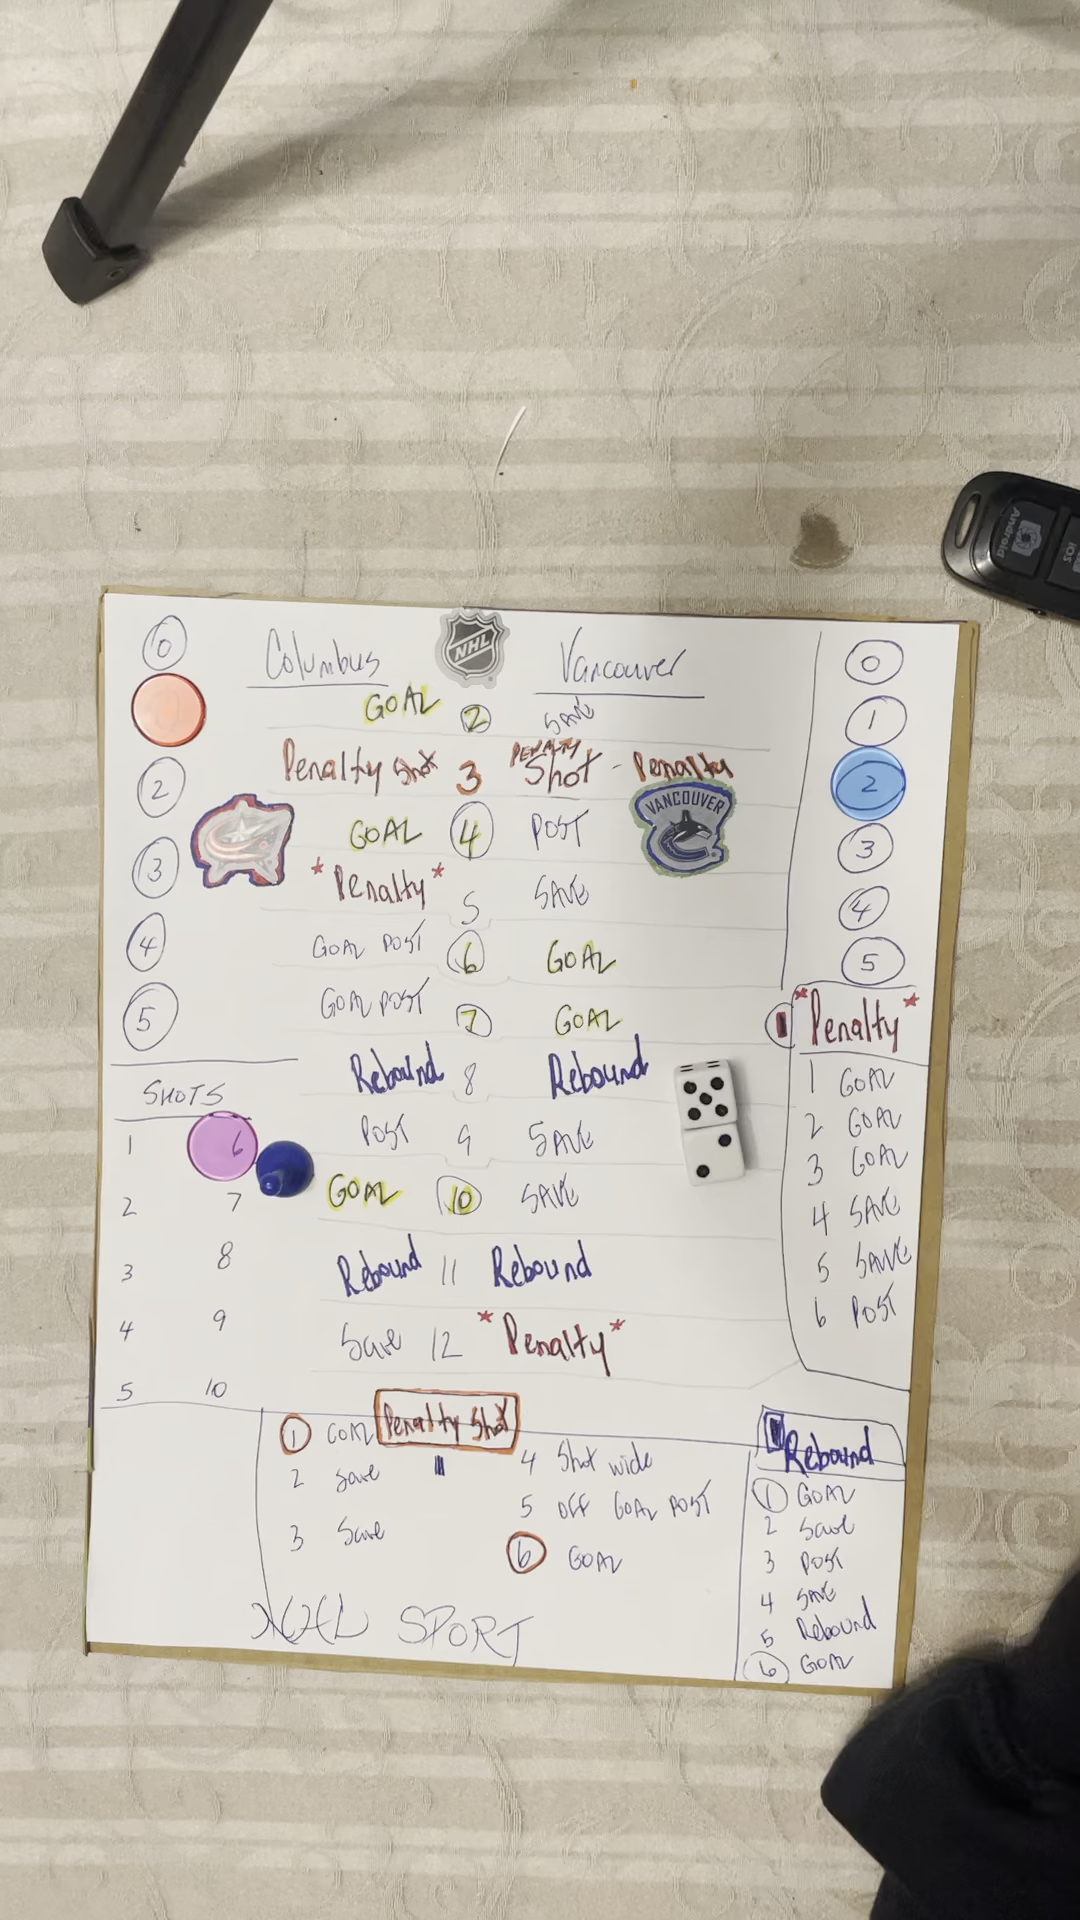 0 Columbus NHL Vancouver 0
GOAL 2 SAVE 1
Penalty Shot 3 PENALTY Shot - Penalty
2 VANCOUVER 2
GOAL 4 POST
3 *Penalty* 5 SAVE 3
4 GOAL POST 6 GOAL 4
5 GOAL POST 7 GOAL 5
Rebound 8 Rebound
POST 9 SAVE
GOAL 10 SAVE
Rebound 11 Rebound
Save 12 *Penalty*
SHOTS
1 6
2 7
3 8
4 9
5 10
*Penalty*
1 GOAL
2 GOAL
3 GOAL
4 SAVE
5 SAVE
6 POST
Penalty Shot
1 GOAL
2 Save
3 Save
4 Shot wide
5 OFF GOAL POST
6 GOAL
Rebound
1 GOAL
2 Save
3 POST
4 SAVE
5 Rebound
6 GOAL
NHL SPORT
Android
iOS